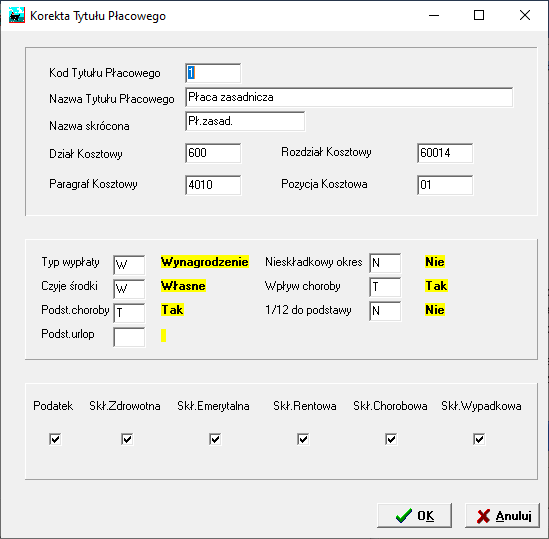 Korekta Tytułu Płacowego
Kod Tytułu Płacowego 1
Nazwa Tytułu Płacowego Płaca zasadnicza
Nazwa skrócona Pł.zasad.
Dział Kosztowy 600 Rozdział Kosztowy 60014
Paragraf Kosztowy 4010 Pozycja Kosztowa 01
Typ wypłaty W Wynagrodzenie Nieskładkowy okres N Nie
Czyje środki W Własne Wpływ choroby T Tak
Podst.choroby T Tak 1/12 do podstawy N Nie
Podst.urlop
Podatek Skł.Zdrowotna Skł.Emerytalna Skł.Rentowa Skł.Chorobowa Skł.Wypadkowa
OK Anuluj